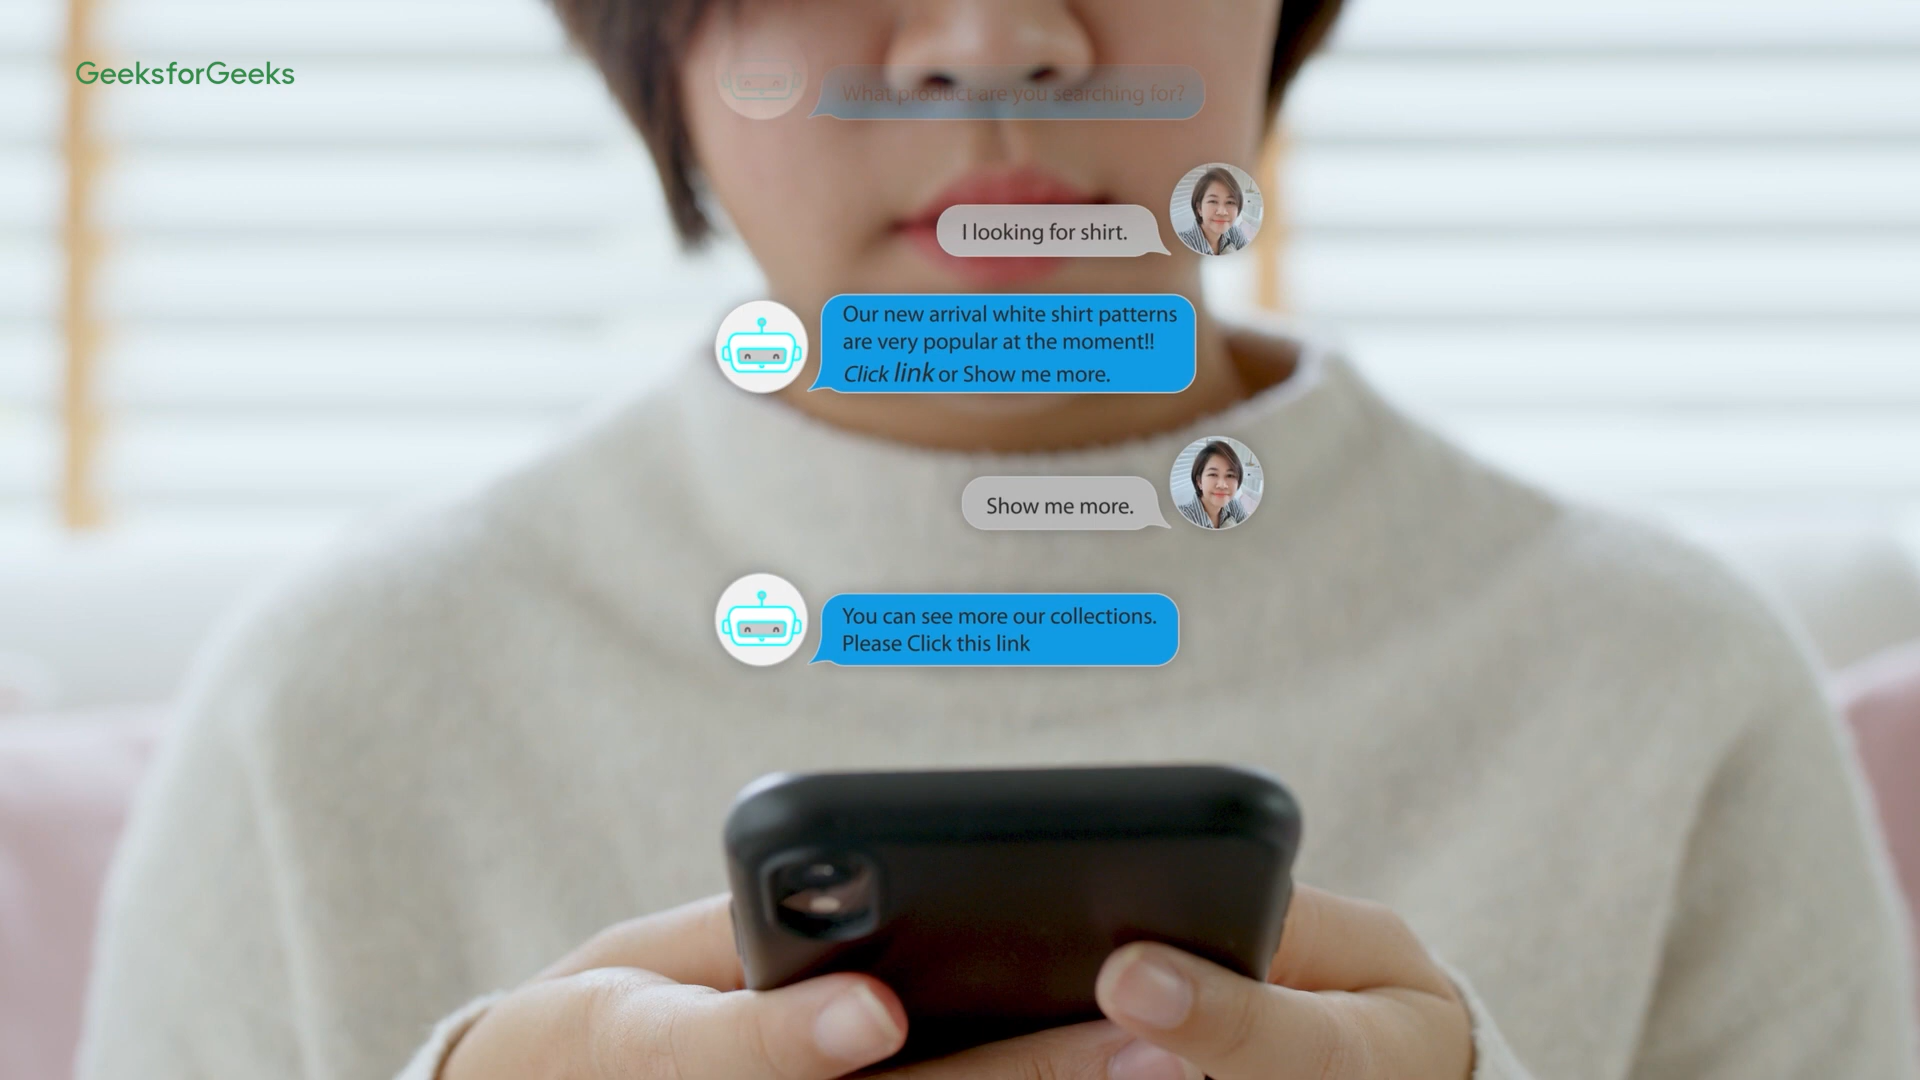 GeeksforGeeks
What product are you searching for?
I looking for shirt.
Our new arrival white shirt patterns
are very popular at the moment!!
Click link or Show me more.
Show me more.
You can see more our collections.
Please Click this link